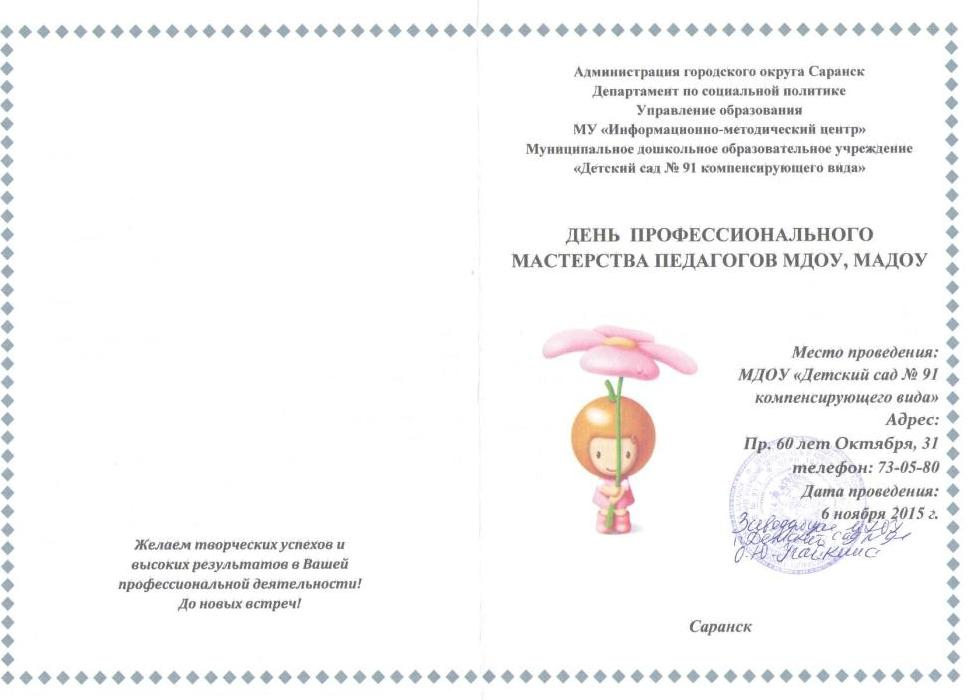 Желаем творческих успехов и
высоких результатов в Вашей
профессиональной деятельности!
До новых встреч!
Администрация городского округа Саранск
Департамент по социальной политике
Управление образования
МУ «Информационно-методический центр»
Муниципальное дошкольное образовательное учреждение
«Детский сад № 91 компенсирующего вида»
ДЕНЬ ПРОФЕССИОНАЛЬНОГО
МАСТЕРСТВА ПЕДАГОГОВ МДОУ, МАДОУ
Место проведения:
МДОУ «Детский сад № 91
компенсирующего вида»
Адрес:
Пр. 60 лет Октября, 31
телефон: 73-05-80
Дата проведения:
6 ноября 2015 г.
Заведующая
Детский сад №91
Саранск